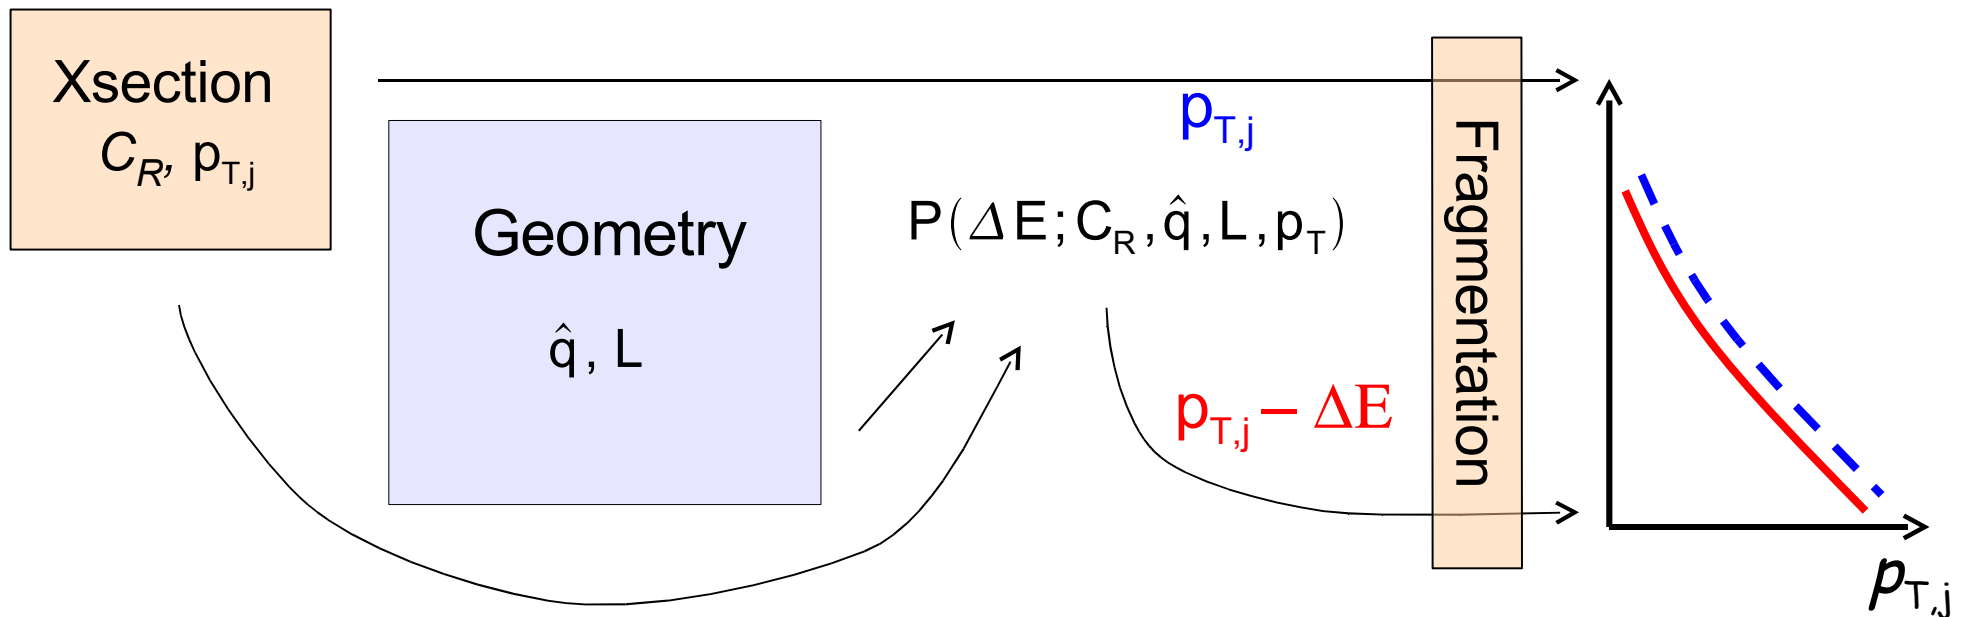 Xsection
C_R, p_T,j
Geometry
q̂, L
p_T,j
P(ΔE; C_R, q̂, L, p_T)
p_T,j − ΔE
Fragmentation
p_T,j